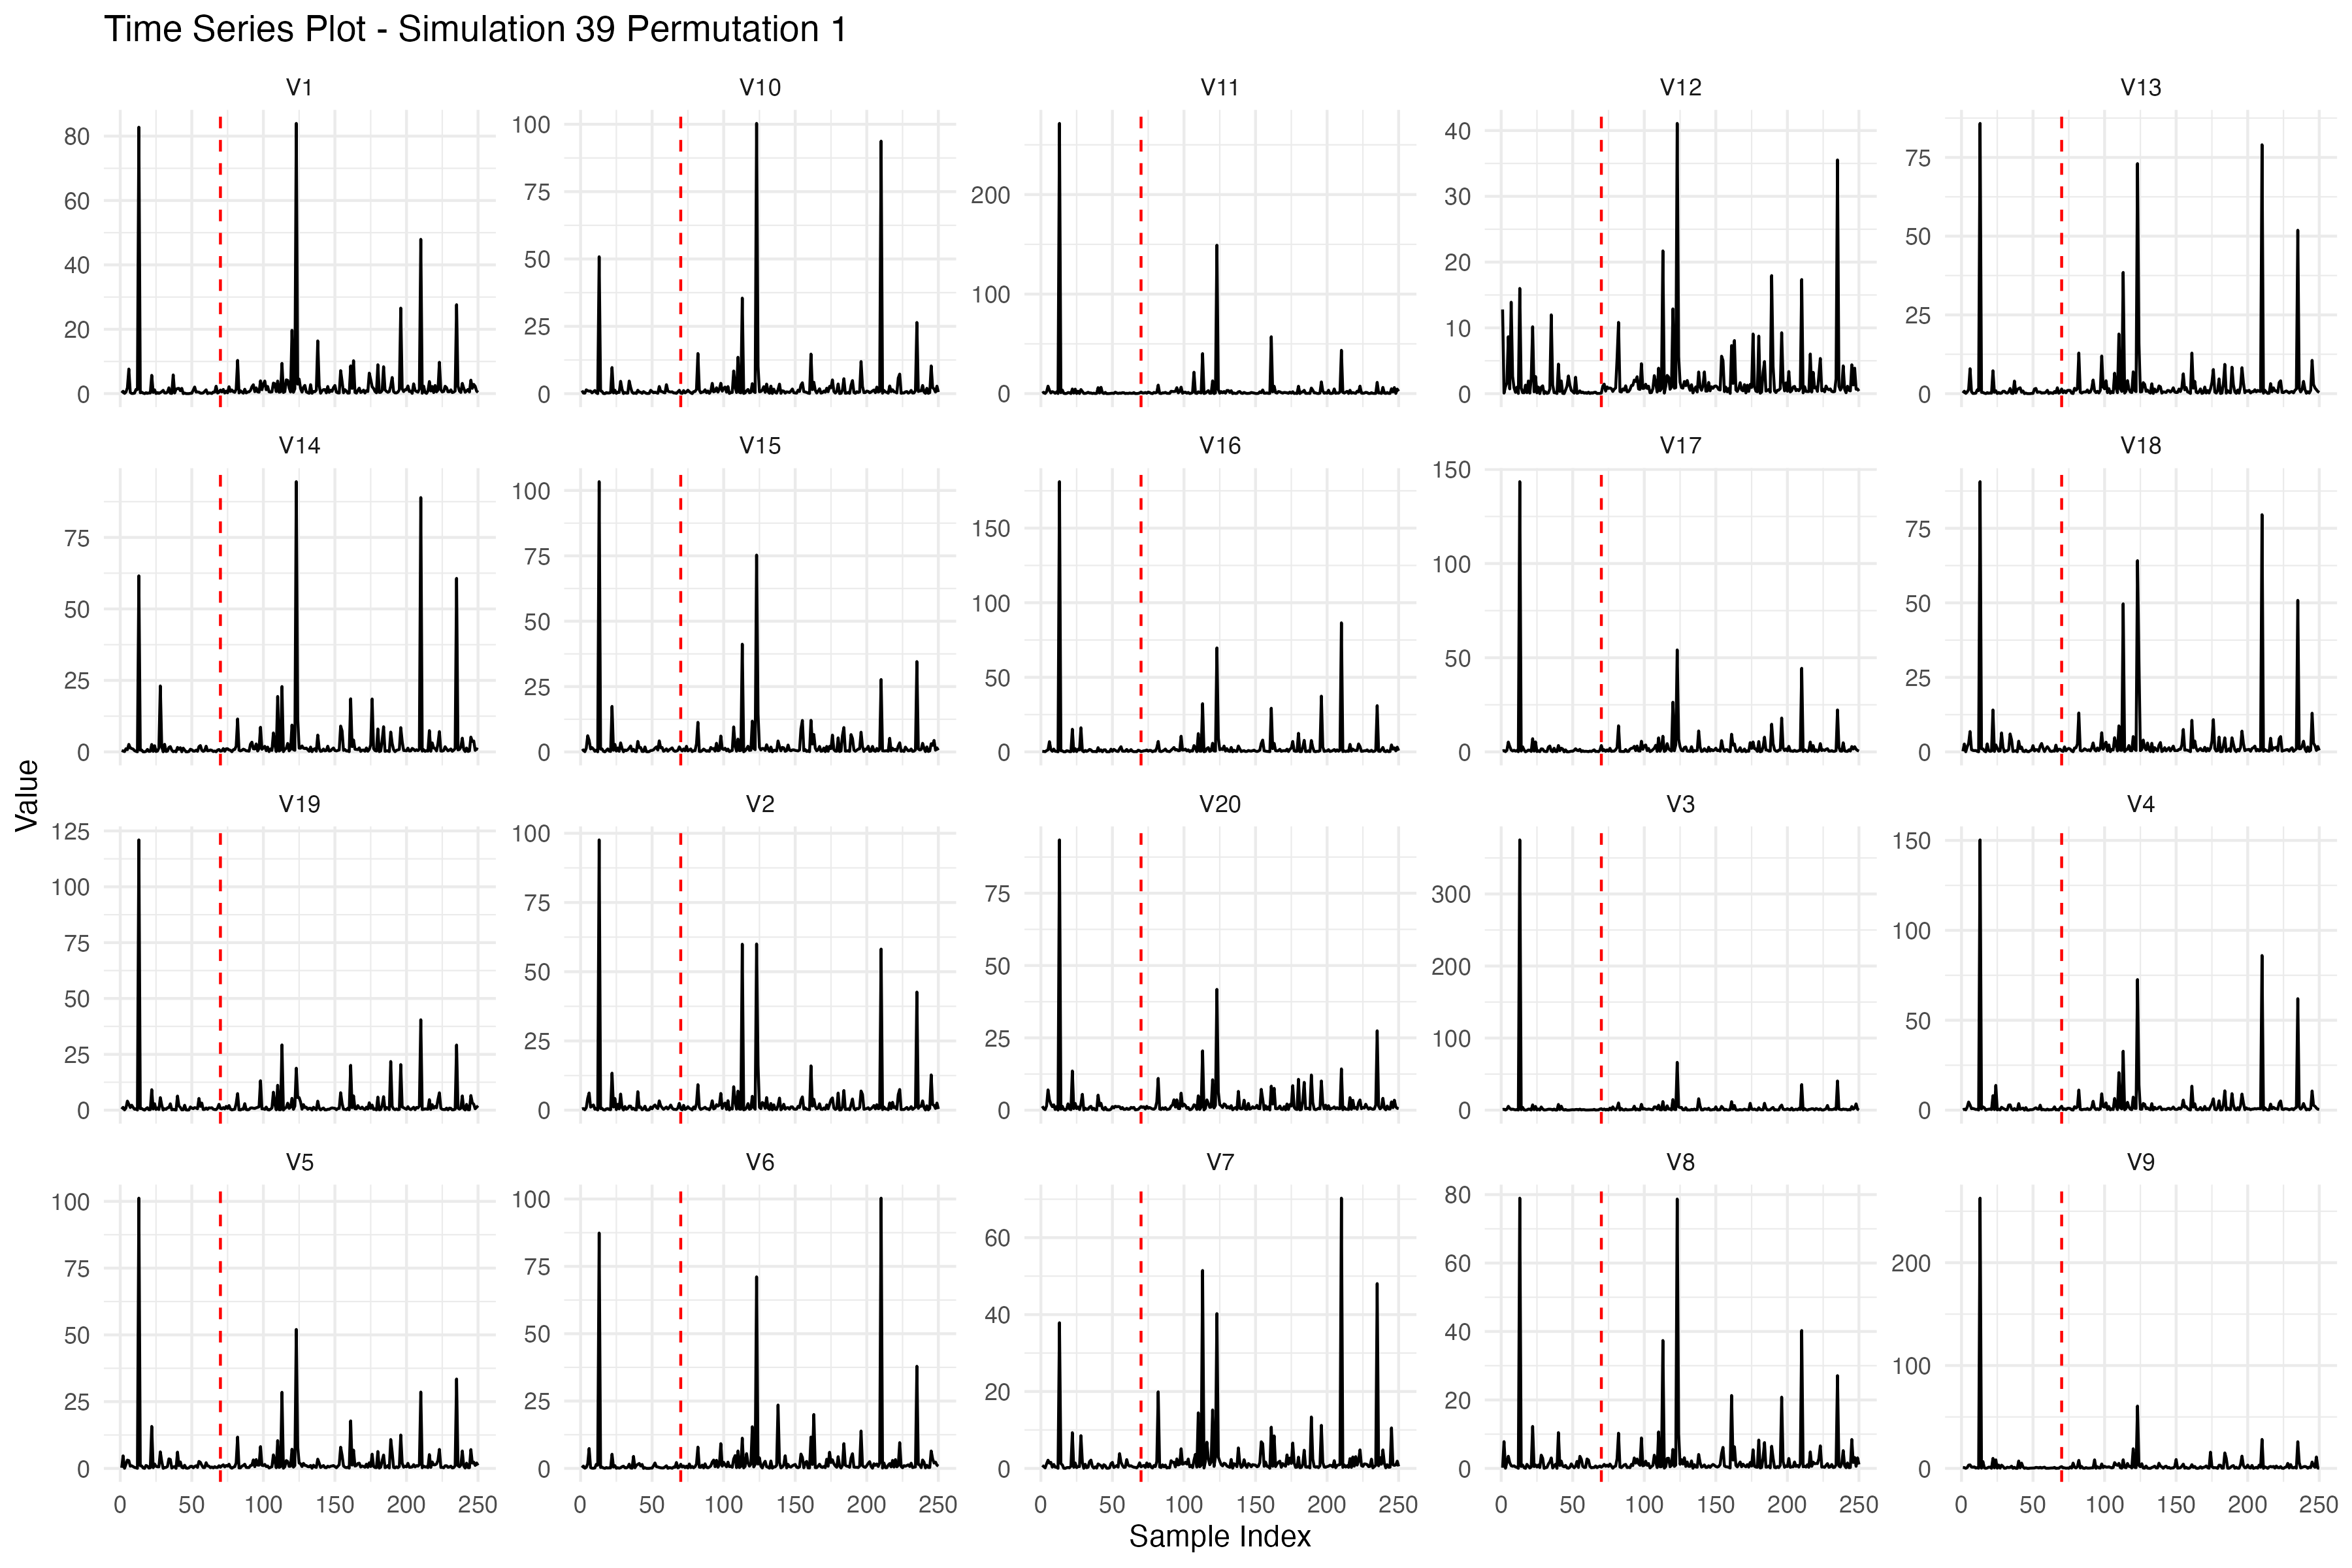 Time Series Plot - Simulation 39 Permutation 1
V1 V10 V11 V12 V13
80 60 40 20 0
100 75 50 25 0
200 100 0
40 30 20 10 0
75 50 25 0
V14 V15 V16 V17 V18
75 50 25 0
100 75 50 25 0
150 100 50 0
150 100 50 0
75 50 25 0
Value
V19 V2 V20 V3 V4
125 100 75 50 25 0
100 75 50 25 0
75 50 25 0
300 200 100 0
150 100 50 0
V5 V6 V7 V8 V9
100 75 50 25 0
100 75 50 25 0
60 40 20 0
80 60 40 20 0
200 100 0
0 50 100 150 200 250 0 50 100 150 200 250 0 50 100 150 200 250 0 50 100 150 200 250 0 50 100 150 200 250
Sample Index